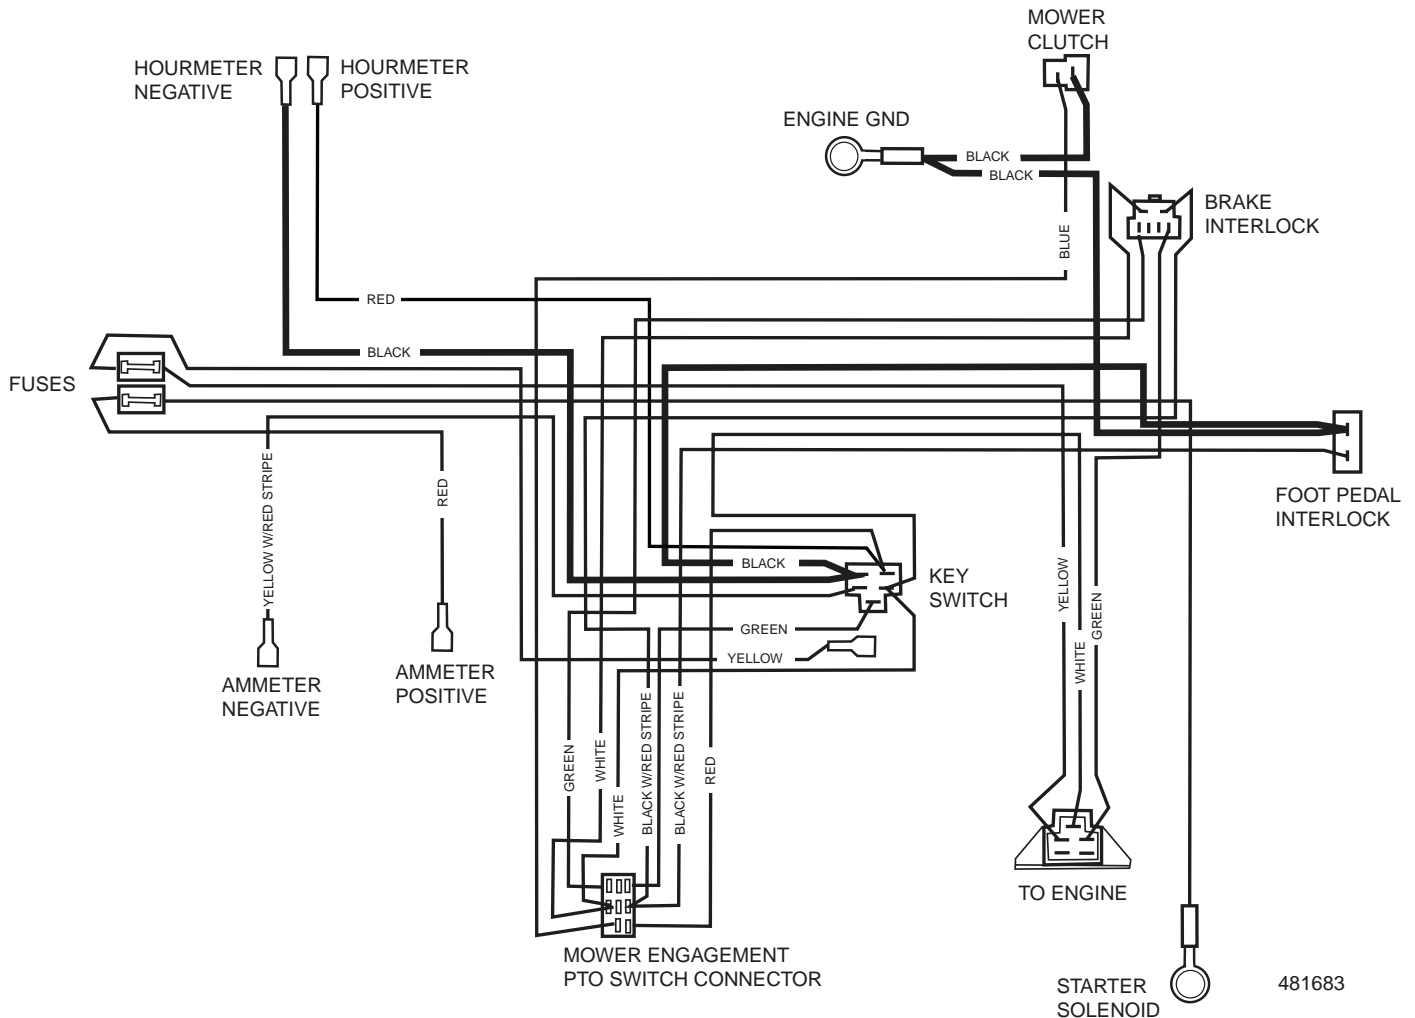 MOWER
CLUTCH
HOURMETER
NEGATIVE
HOURMETER
POSITIVE
ENGINE GND
BLACK
BLACK
BRAKE
INTERLOCK
BLUE
RED
BLACK
FUSES
YELLOW W/RED STRIPE
RED
FOOT PEDAL
INTERLOCK
BLACK
KEY
SWITCH
YELLOW
GREEN
WHITE
GREEN
YELLOW
AMMETER
NEGATIVE
AMMETER
POSITIVE
GREEN
WHITE
WHITE
BLACK W/RED STRIPE
BLACK W/RED STRIPE
RED
TO ENGINE
MOWER ENGAGEMENT
PTO SWITCH CONNECTOR
STARTER
SOLENOID
481683